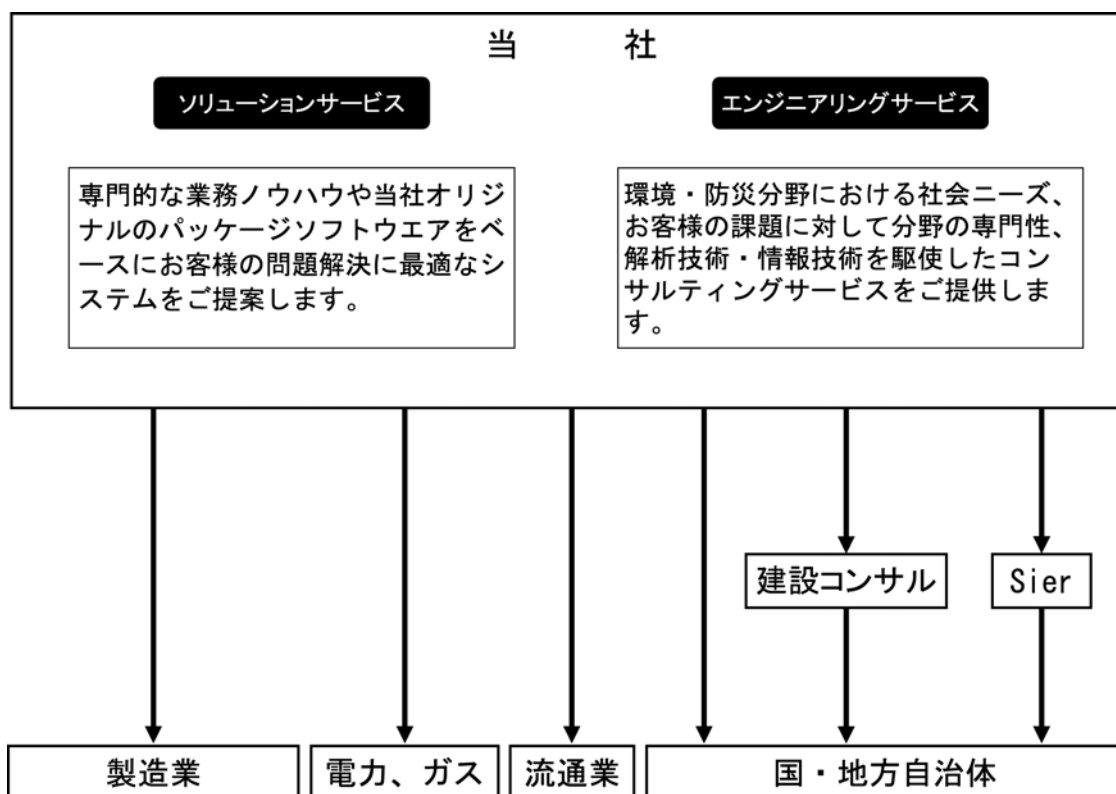 当 社
ソリューションサービス
エンジニアリングサービス
専門的な業務ノウハウや当社オリジ
ナルのパッケージソフトウエアをベ
ースにお客様の問題解決に最適なシ
ステムをご提案します。
環境・防災分野における社会ニーズ、
お客様の課題に対して分野の専門性、
解析技術・情報技術を駆使したコン
サルティングサービスをご提供しま
す。
建設コンサル
Sier
製造業
電力、ガス
流通業
国・地方自治体